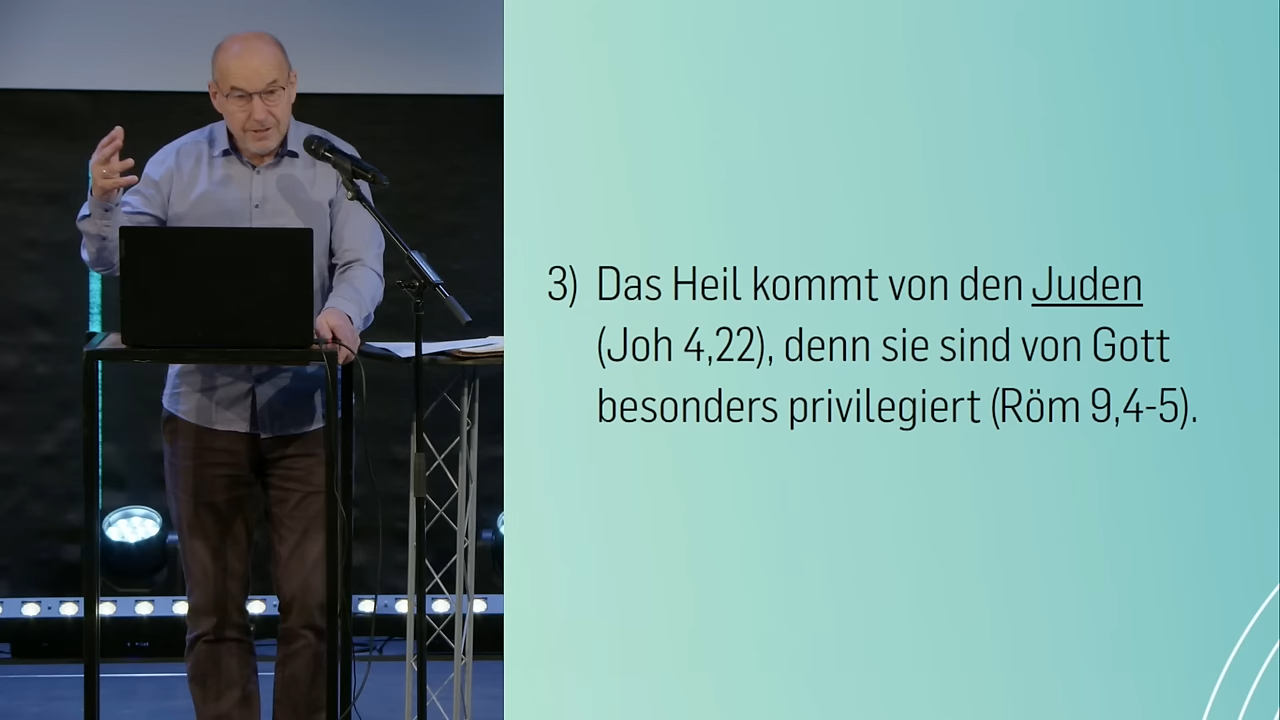 3) Das Heil kommt von den Juden
(Joh 4,22), denn sie sind von Gott
besonders privilegiert (Röm 9,4-5).